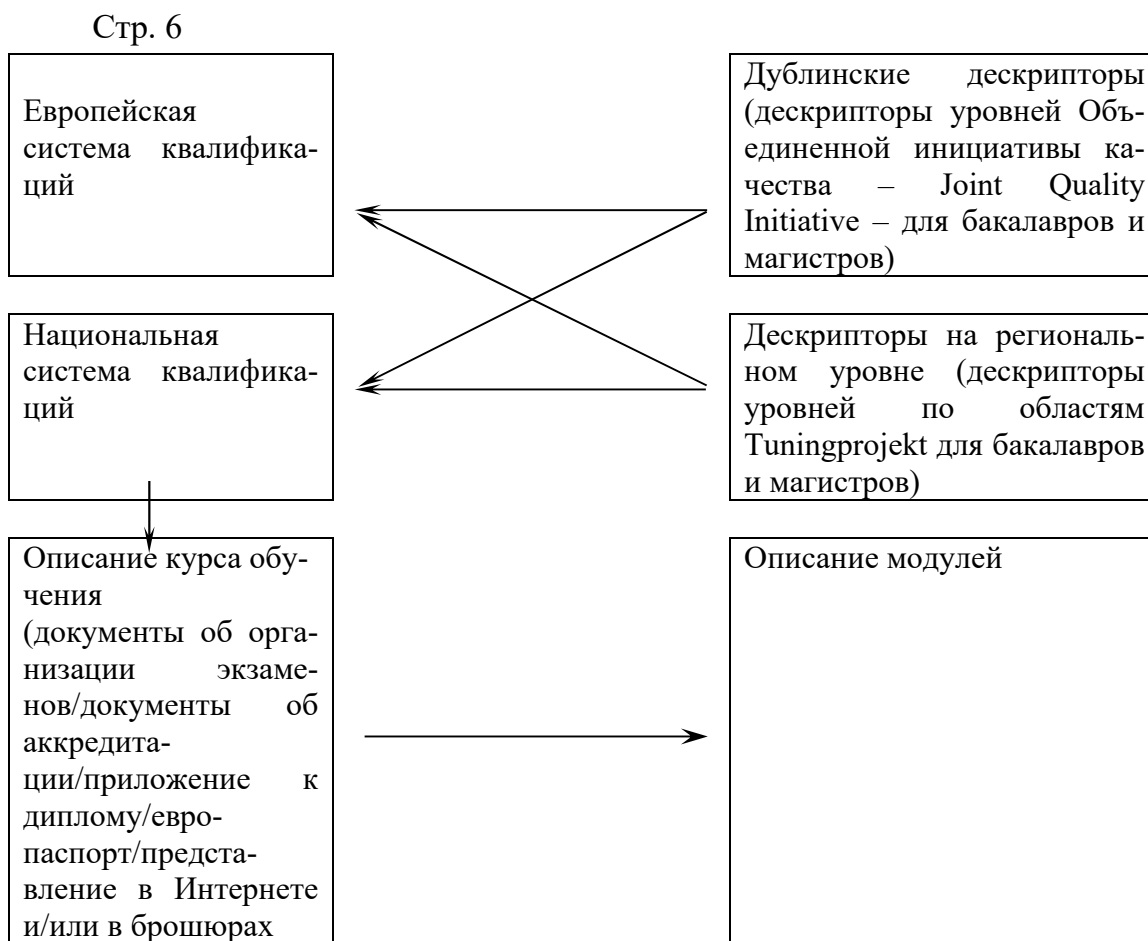 Стр. 6
Европейская
система квалифика-
ций
Дублинские дескрипторы
(дескрипторы уровней Объ-
единенной инициативы ка-
чества – Joint Quality
Initiative – для бакалавров и
магистров)
Национальная
система квалифика-
ций
Дескрипторы на региональ-
ном уровне (дескрипторы
уровней по областям
Tuningprojekt для бакалавров
и магистров)
Описание курса обу-
чения
(документы об орга-
низации экзаме-
нов/документы об
аккредита-
ции/приложение к
диплому/евро-
паспорт/предста-
вление в Интернете
и/или в брошюрах
Описание модулей